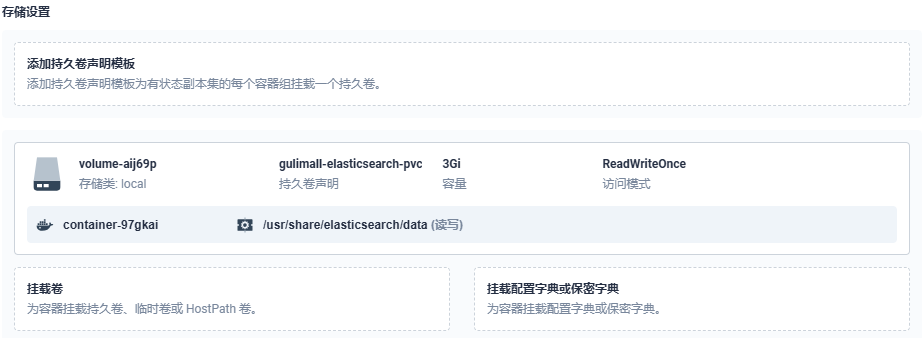 存储设置
添加持久卷声明模板
添加持久卷声明模板为有状态副本集的每个容器组挂载一个持久卷。
volume-aij69p gulimall-elasticsearch-pvc 3Gi ReadWriteOnce
存储类: local 持久卷声明 容量 访问模式
container-97gkai /usr/share/elasticsearch/data (读写)
挂载卷 挂载配置字典或保密字典
为容器挂载持久卷、临时卷或 HostPath 卷。 为容器挂载配置字典或保密字典。